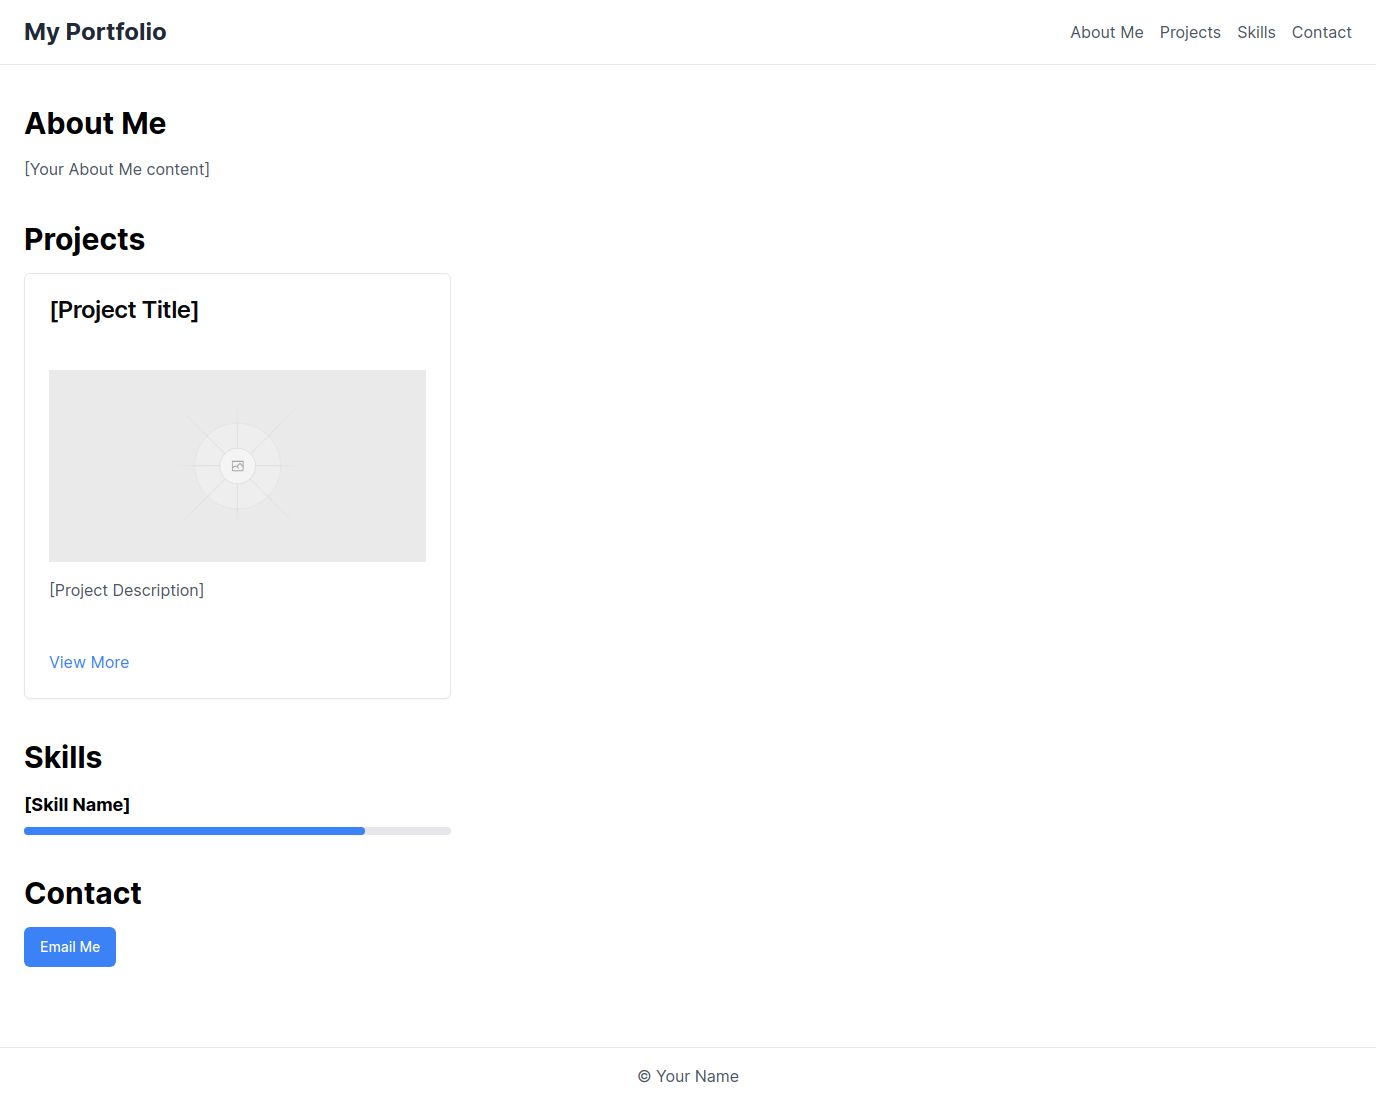 My Portfolio
About Me Projects Skills Contact
About Me
[Your About Me content]
Projects
[Project Title]
[Project Description]
View More
Skills
[Skill Name]
Contact
Email Me
© Your Name